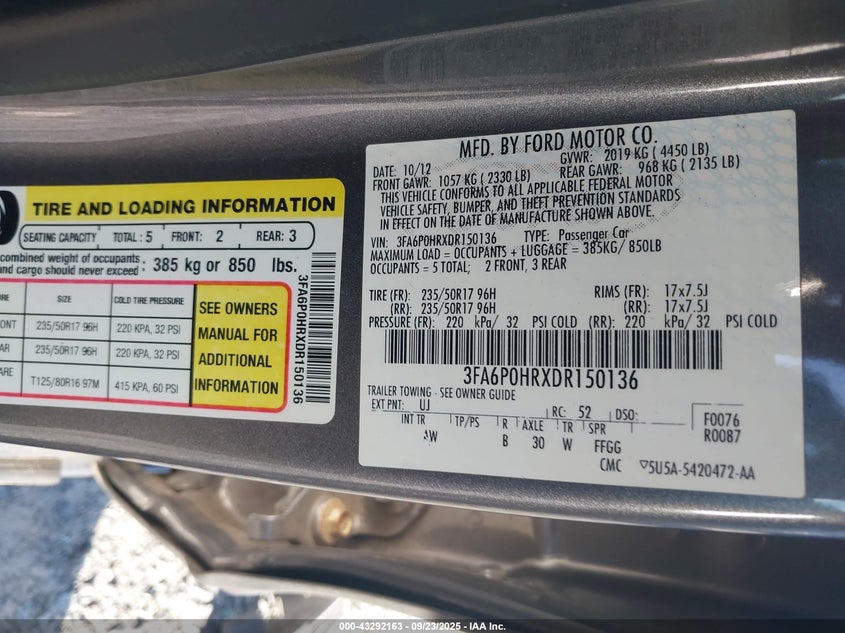 TIRE AND LOADING INFORMATION
SEATING CAPACITY TOTAL: 5 FRONT: 2 REAR: 3
combined weight of occupants
and cargo should never exceed: 385 kg or 850 lbs.
SIZE COLD TIRE PRESSURE
235/50R17 96H 220 KPA, 32 PSI
235/50R17 96H 220 KPA, 32 PSI
T125/80R16 97M 415 KPA, 60 PSI
SEE OWNERS
MANUAL FOR
ADDITIONAL
INFORMATION
3FA6P0HRXDR150136
MFD. BY FORD MOTOR CO.
DATE: 10/12 GVWR: 2019 KG ( 4450 LB)
FRONT GAWR: 1057 KG ( 2330 LB) REAR GAWR: 968 KG ( 2135 LB)
THIS VEHICLE CONFORMS TO ALL APPLICABLE FEDERAL MOTOR
VEHICLE SAFETY, BUMPER, AND THEFT PREVENTION STANDARDS
IN EFFECT ON THE DATE OF MANUFACTURE SHOWN ABOVE.
VIN: 3FA6P0HRXDR150136 TYPE: Passenger Car
MAXIMUM LOAD = OCCUPANTS + LUGGAGE = 385KG/ 850LB
OCCUPANTS = 5 TOTAL; 2 FRONT, 3 REAR
TIRE (FR): 235/50R17 96H RIMS (FR): 17x7.5J
(RR): 235/50R17 96H (RR): 17x7.5J
PRESSURE (FR): 220 kPa/ 32 PSI COLD (RR): 220 kPa/ 32 PSI COLD
3FA6P0HRXDR150136
TRAILER TOWING - SEE OWNER GUIDE
EXT PNT: UJ RC: 52 DSO: F0076
INT TR TP/PS R AXLE TR SPR R0087
AW B 30 W FFGG
CMC 5U5A-5420472-AA
000-43292163 - 09/23/2025 - IAA Inc.